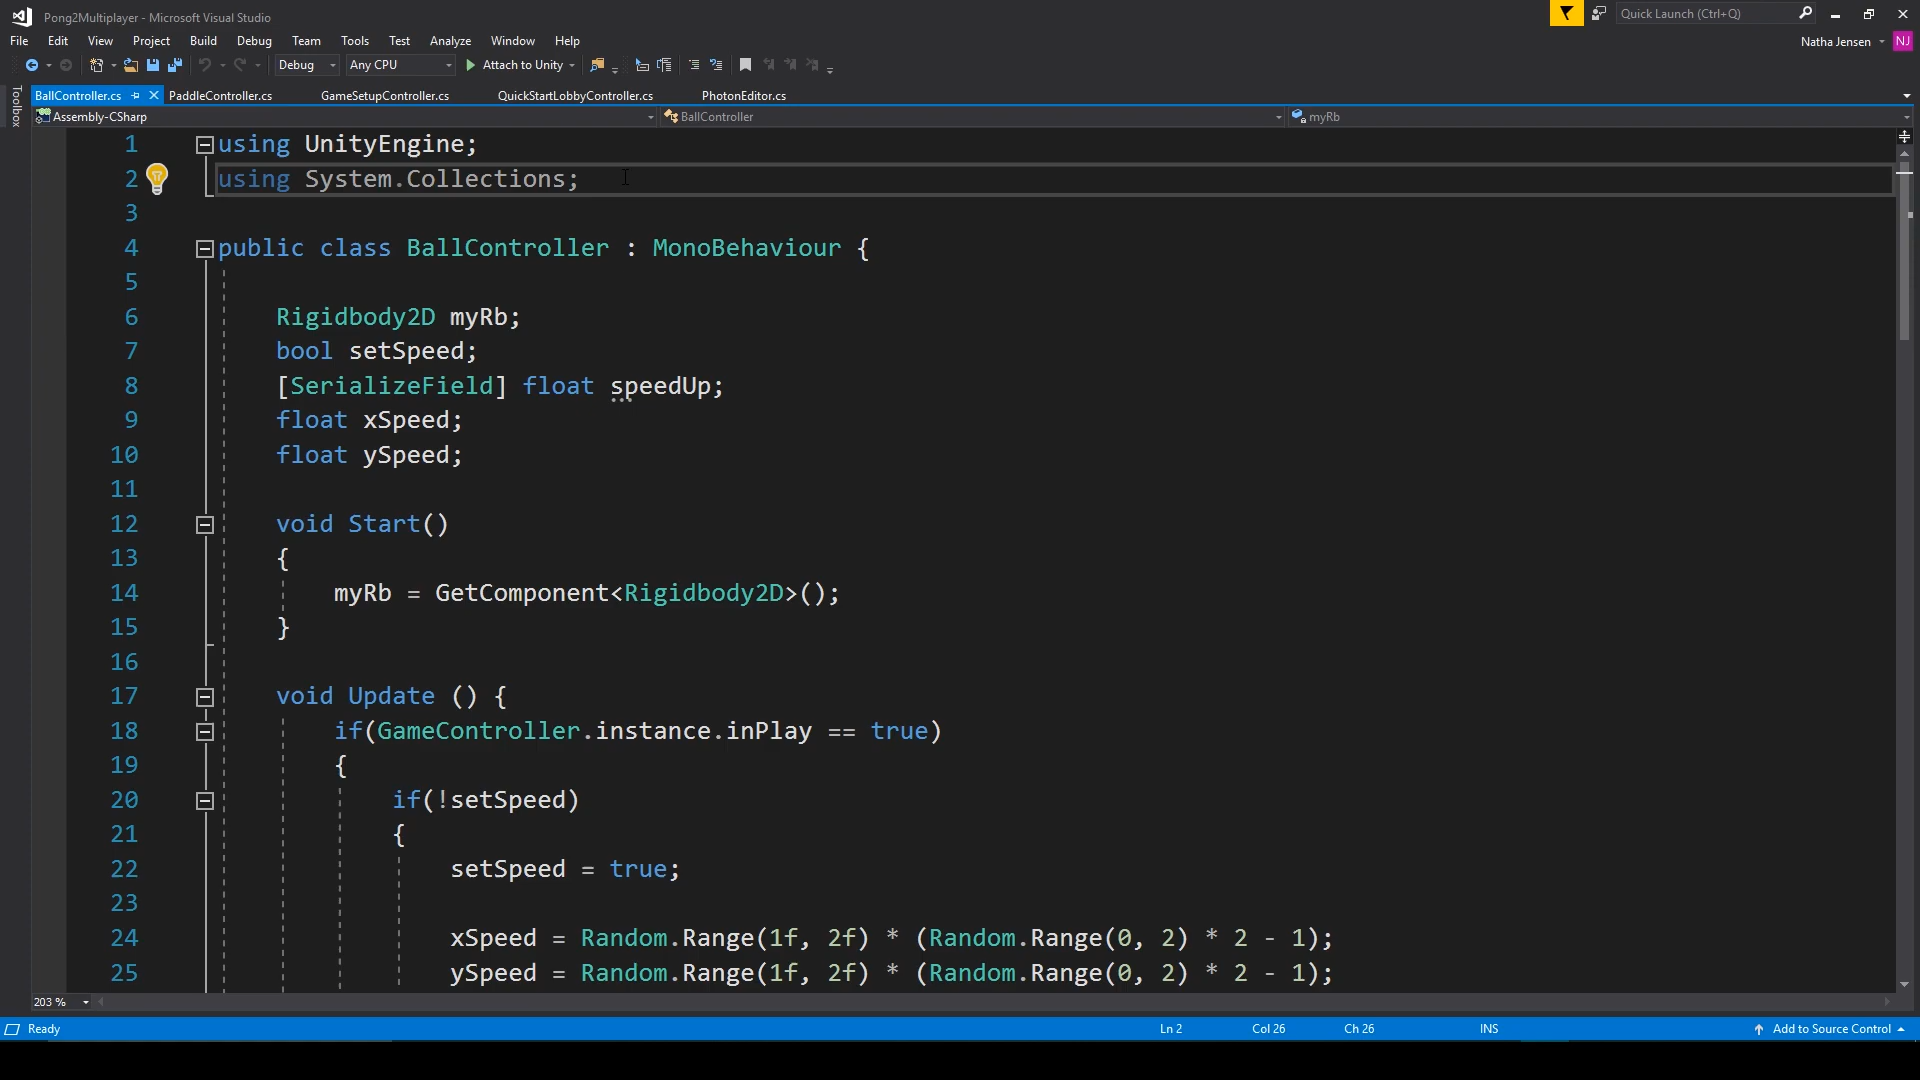 Pong2Multiplayer - Microsoft Visual Studio
Quick Launch (Ctrl+Q)
File Edit View Project Build Debug Team Tools Test Analyze Window Help
Natha Jensen NJ
Debug Any CPU Attach to Unity
BallController.cs PaddleController.cs GameSetupController.cs QuickStartLobbyController.cs PhotonEditor.cs
Toolbox
Assembly-CSharp BallController myRb
1 using UnityEngine;
2 using System.Collections;
3
4 public class BallController : MonoBehaviour {
5
6 Rigidbody2D myRb;
7 bool setSpeed;
8 [SerializeField] float speedUp;
9 float xSpeed;
10 float ySpeed;
11
12 void Start()
13 {
14 myRb = GetComponent<Rigidbody2D>();
15 }
16
17 void Update () {
18 if(GameController.instance.inPlay == true)
19 {
20 if(!setSpeed)
21 {
22 setSpeed = true;
23
24 xSpeed = Random.Range(1f, 2f) * (Random.Range(0, 2) * 2 - 1);
25 ySpeed = Random.Range(1f, 2f) * (Random.Range(0, 2) * 2 - 1);
203 %
Ready Ln 2 Col 26 Ch 26 INS Add to Source Control